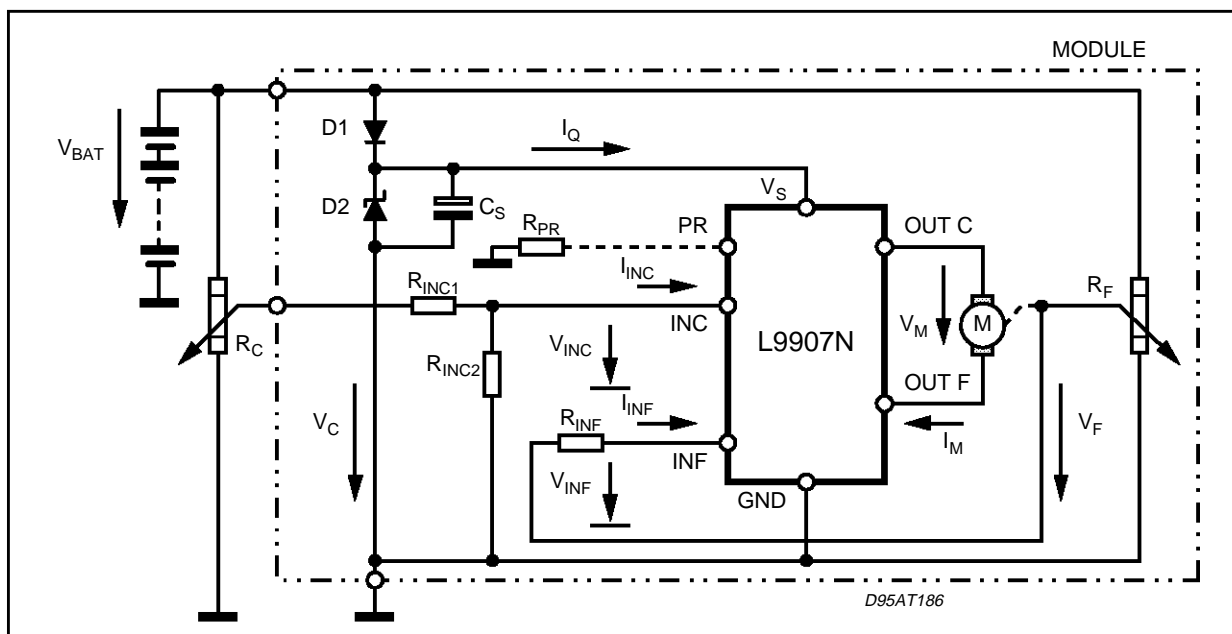 MODULE
D1
I_Q
V_BAT
V_S
D2
C_S
PR
OUT C
R_PR
I_INC
R_INC1
R_F
M
INC
V_M
L9907N
R_C
V_INC
R_INC2
OUT F
I_INF
V_C
R_INF
V_F
I_M
INF
V_INF
GND
D95AT186